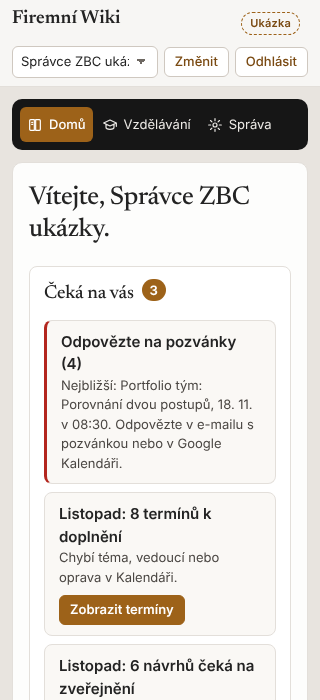 Firemní Wiki
Ukázka
Správce ZBC uká:
Změnit
Odhlásit
Domů
Vzdělávání
Správa
Vítejte, Správce ZBC
ukázky.
Čeká na vás 3
Odpovězte na pozvánky
(4)
Nejbližší: Portfolio tým:
Porovnání dvou postupů, 18. 11.
v 08:30. Odpovězte v e-mailu s
pozvánkou nebo v Google
Kalendáři.
Listopad: 8 termínů k
doplnění
Chybí téma, vedoucí nebo
oprava v Kalendáři.
Zobrazit termíny
Listopad: 6 návrhů čeká na
zveřejnění